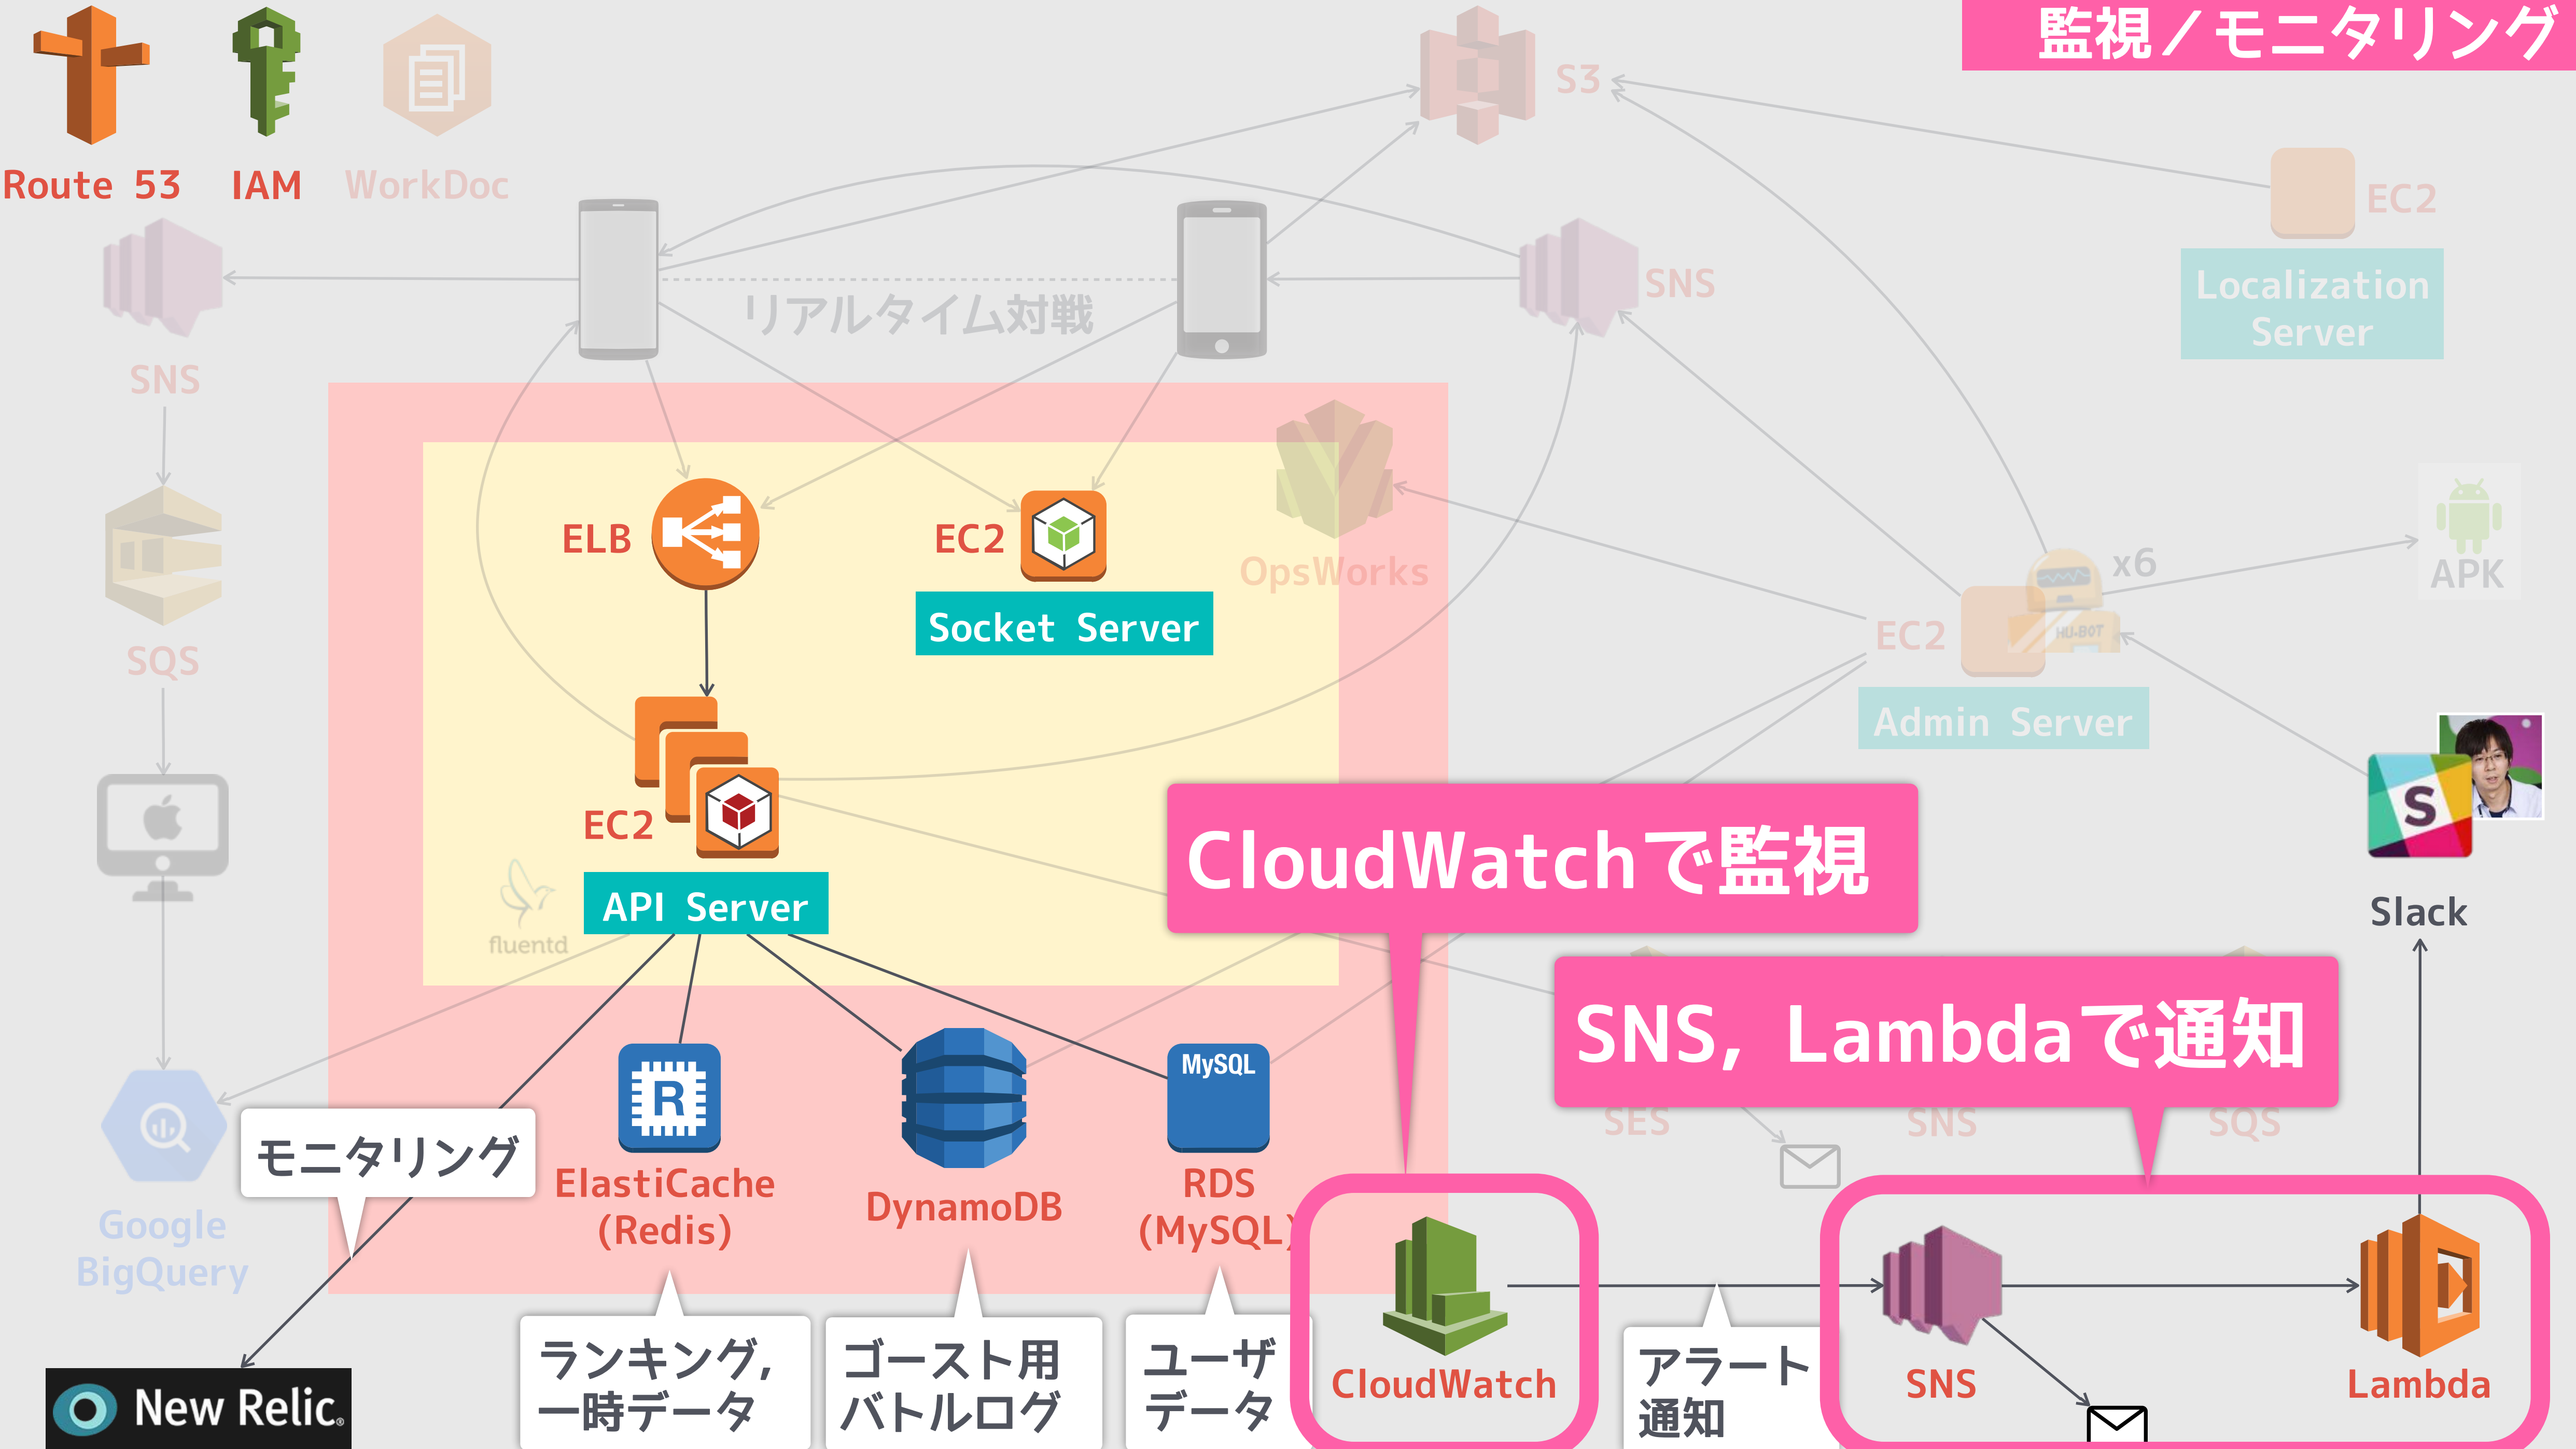 監視／モニタリング
Route 53
IAM
WorkDoc
S3
EC2
Localization
Server
SNS
リアルタイム対戦
SNS
ELB
EC2
Socket Server
OpsWorks
x6
HU-BOT
EC2
Admin Server
APK
SQS
EC2
API Server
fluentd
CloudWatchで監視
S
Slack
SNS, Lambdaで通知
SES
SNS
SQS
モニタリング
Google
BigQuery
R
ElastiCache
(Redis)
DynamoDB
MySQL
RDS
(MySQL)
CloudWatch
SNS
Lambda
ランキング,
一時データ
ゴースト用
バトルログ
ユーザ
データ
アラート
通知
New Relic®